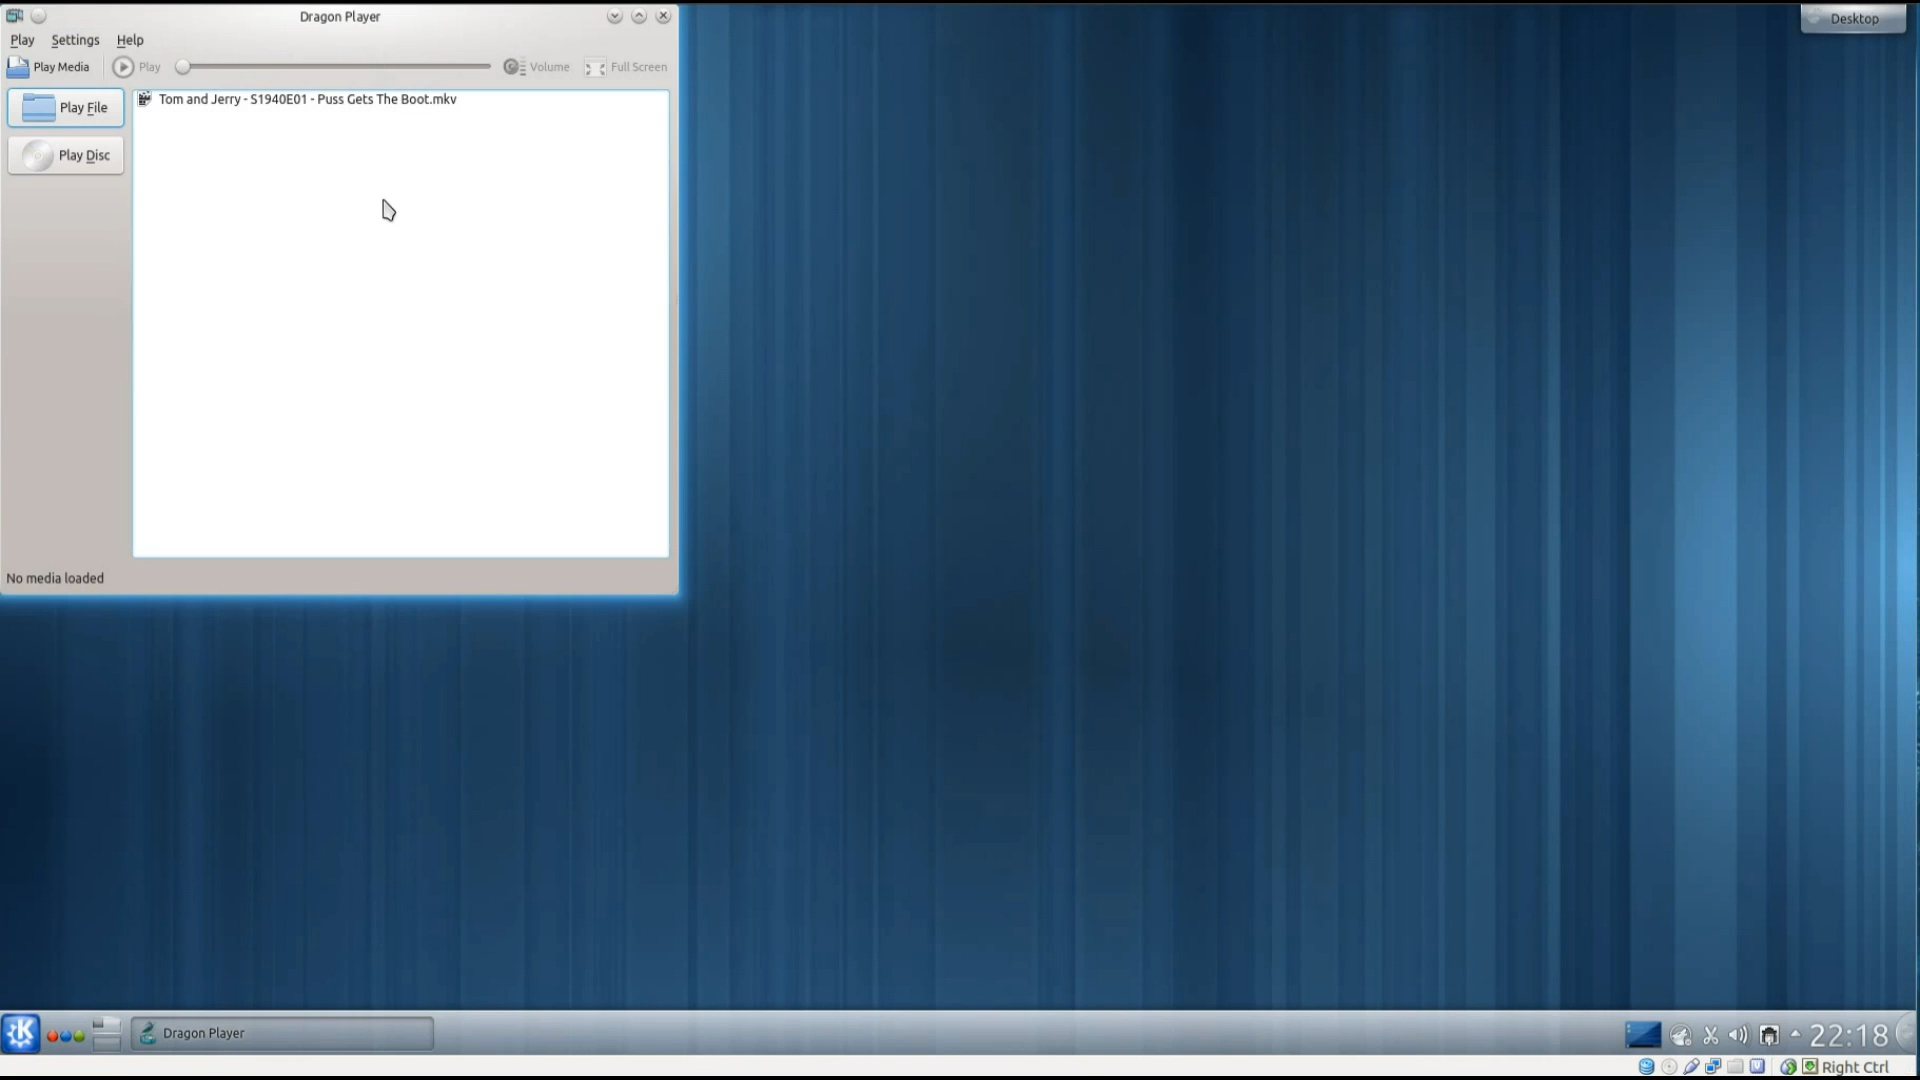 Dragon Player
Desktop
Play Settings Help
Play Media Play Volume Full Screen
Play File
Tom and Jerry - S1940E01 - Puss Gets The Boot.mkv
Play Disc
No media loaded
Dragon Player
22:18
Right Ctrl